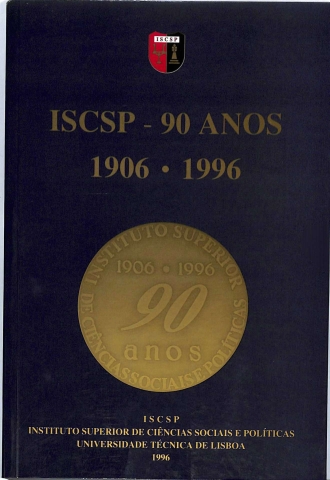 ISCSP
ISCSP - 90 ANOS
1906 • 1996
INSTITUTO SUPERIOR
DE CIÊNCIAS SOCIAIS E POLÍTICAS
1906 • 1996
90
anos
ISCSP
INSTITUTO SUPERIOR DE CIÊNCIAS SOCIAIS E POLÍTICAS
UNIVERSIDADE TÉCNICA DE LISBOA
1996